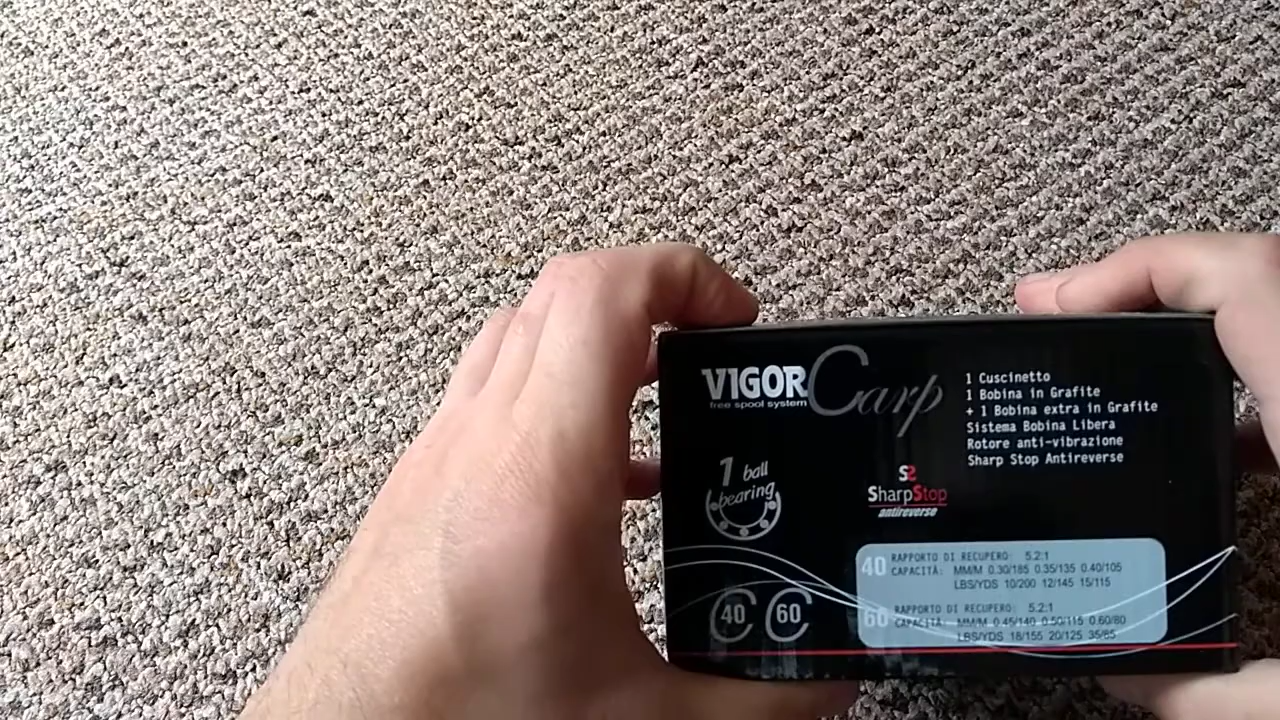 VIGOR Carp
free spool system
1 Cuscinetto
1 Bobina in Grafite
+ 1 Bobina extra in Grafite
Sistema Bobina Libera
Rotore anti-vibrazione
Sharp Stop Antireverse
1 ball
bearing
SS
SharpStop
antireverse
40 RAPPORTO DI RECUPERO: 5.2:1
CAPACITÀ: MM/M 0.30/185 0.35/135 0.40/105
LBS/YDS 10/200 12/145 15/115
60 RAPPORTO DI RECUPERO: 5.2:1
CAPACITÀ: MM/M 0.45/140 0.50/115 0.60/80
LBS/YDS 18/155 20/125 35/85
40 60